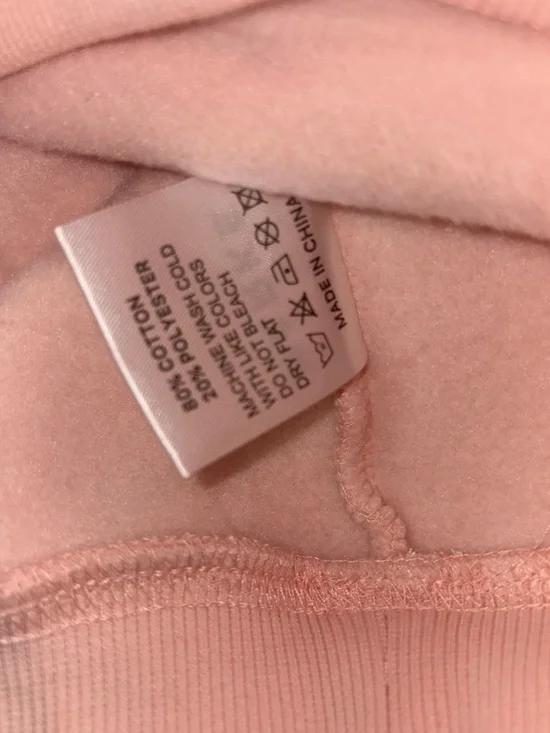 80% COTTON
20% POLYESTER
MACHINE WASH COLD
WITH LIKE COLORS
DO NOT BLEACH
DRY FLAT
MADE IN CHINA